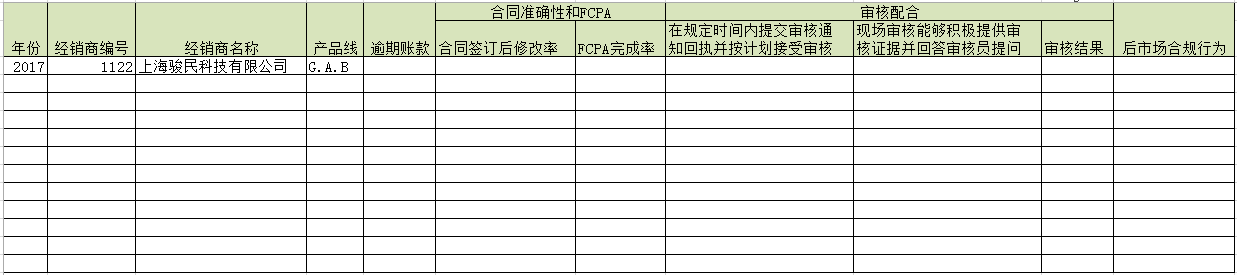 合同准确性和FCPA
审核配合
年份
经销商编号
经销商名称
产品线
逾期账款
合同签订后修改率
FCPA完成率
在规定时间内提交审核通
知回执并按计划接受审核
现场审核能够积极提供审
核证据并回答审核员提问
审核结果
后市场合规行为
2017
1122
上海骏民科技有限公司
G.A.B